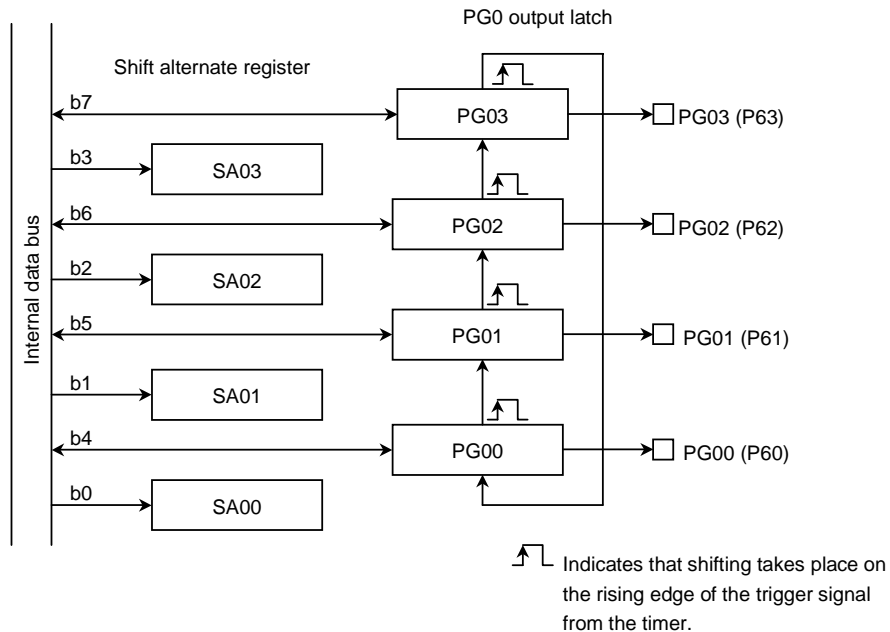 PG0 output latch
Shift alternate register
Internal data bus
b7
PG03
PG03 (P63)
b3
SA03
b6
PG02
PG02 (P62)
b2
SA02
b5
PG01
PG01 (P61)
b1
SA01
b4
PG00
PG00 (P60)
b0
SA00
Indicates that shifting takes place on
the rising edge of the trigger signal
from the timer.